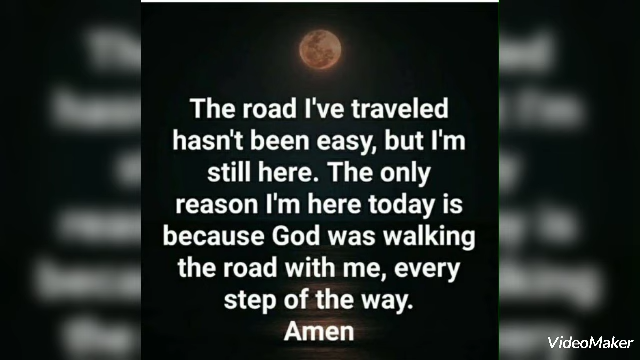 The road I've traveled
hasn't been easy, but I'm
still here. The only
reason I'm here today is
because God was walking
the road with me, every
step of the way.
Amen
VideoMaker